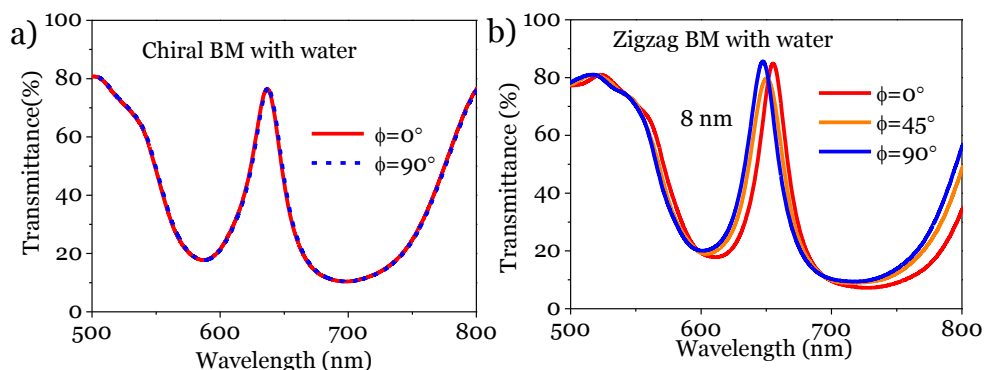 a)
Chiral BM with water
ϕ=0°
ϕ=90°
Transmittance(%)
100
80
60
40
20
0
500
600
700
800
Wavelength (nm)
b)
Zigzag BM with water
8 nm
ϕ=0°
ϕ=45°
ϕ=90°
Transmittance (%)
100
80
60
40
20
0
500
600
700
800
Wavelength (nm)